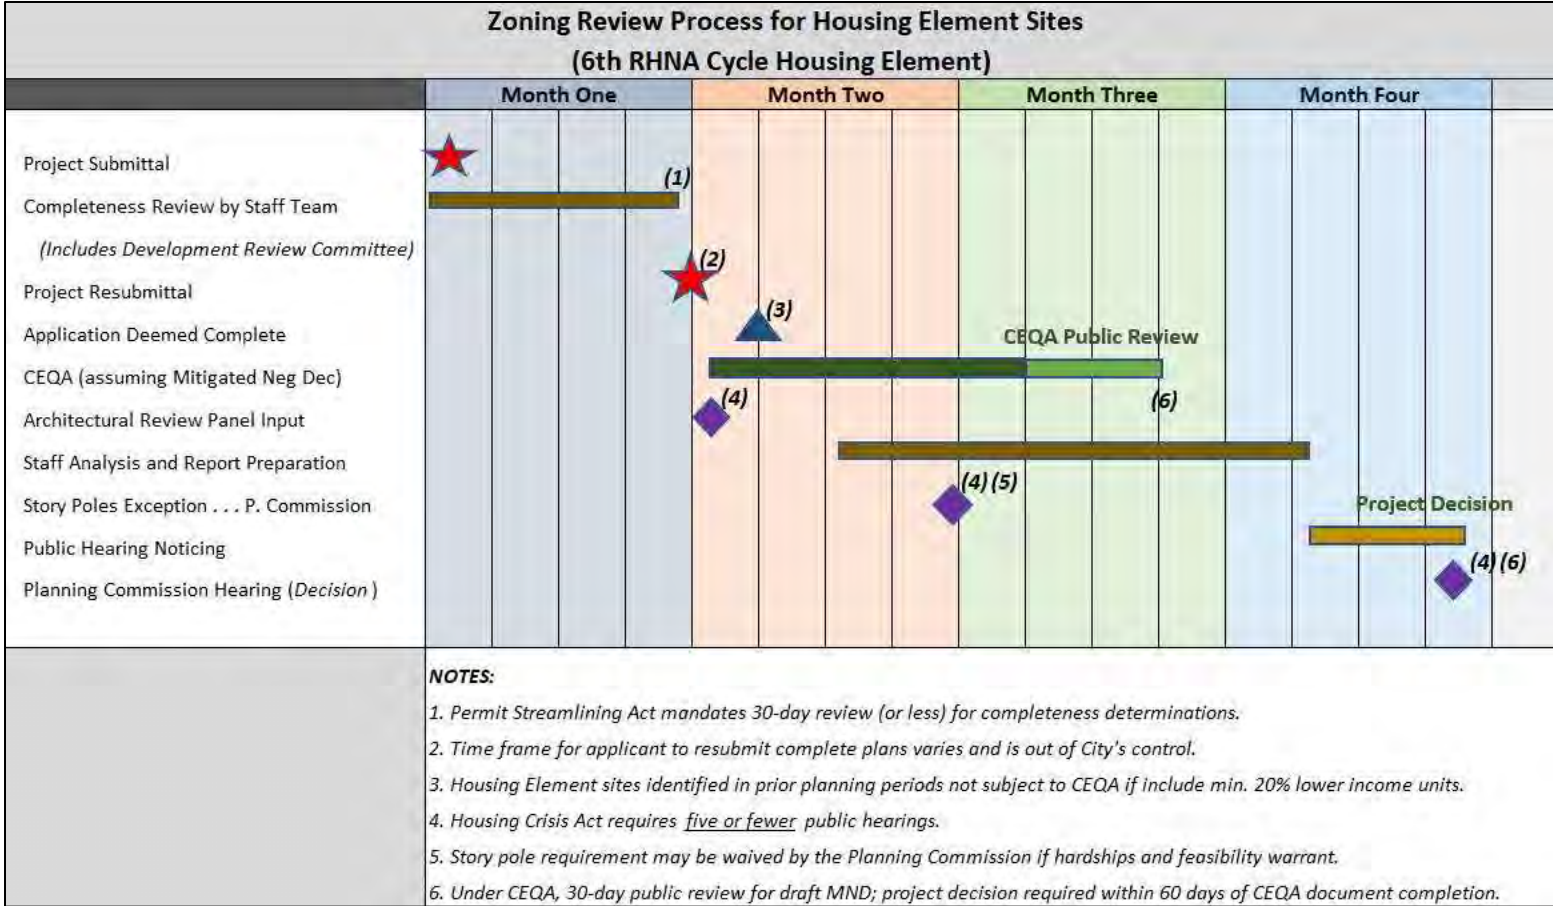 Zoning Review Process for Housing Element Sites
(6th RHNA Cycle Housing Element)
Month One Month Two Month Three Month Four
Project Submittal
(1)
Completeness Review by Staff Team
(Includes Development Review Committee)
(2)
Project Resubmittal
(3)
Application Deemed Complete
CEQA Public Review
CEQA (assuming Mitigated Neg Dec)
(4)
(6)
Architectural Review Panel Input
Staff Analysis and Report Preparation
(4) (5)
Story Poles Exception . . . P. Commission
Project Decision
Public Hearing Noticing
(4) (6)
Planning Commission Hearing (Decision)
NOTES:
1. Permit Streamlining Act mandates 30-day review (or less) for completeness determinations.
2. Time frame for applicant to resubmit complete plans varies and is out of City's control.
3. Housing Element sites identified in prior planning periods not subject to CEQA if include min. 20% lower income units.
4. Housing Crisis Act requires five or fewer public hearings.
5. Story pole requirement may be waived by the Planning Commission if hardships and feasibility warrant.
6. Under CEQA, 30-day public review for draft MND; project decision required within 60 days of CEQA document completion.